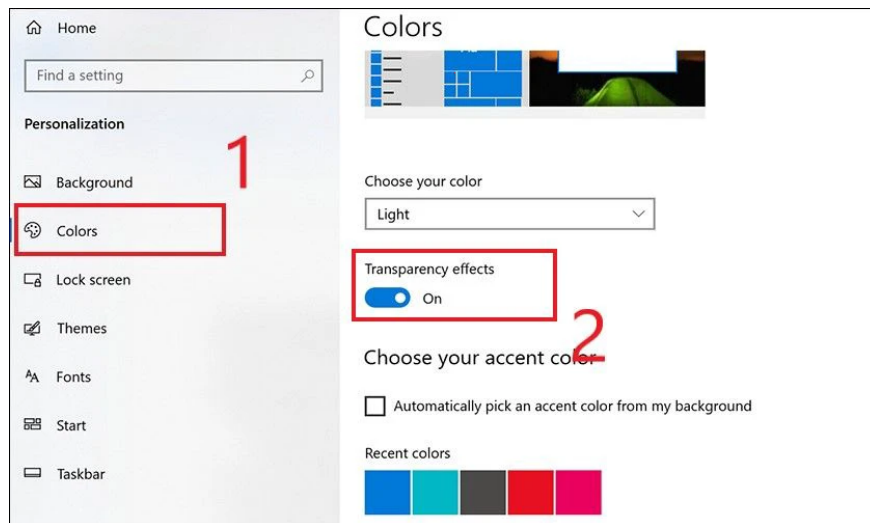 Home
Find a setting
Personalization
1
Background
Colors
Lock screen
Themes
Fonts
Start
Taskbar
Colors
Choose your color
Light
Transparency effects
On
2
Choose your accent color
Automatically pick an accent color from my background
Recent colors